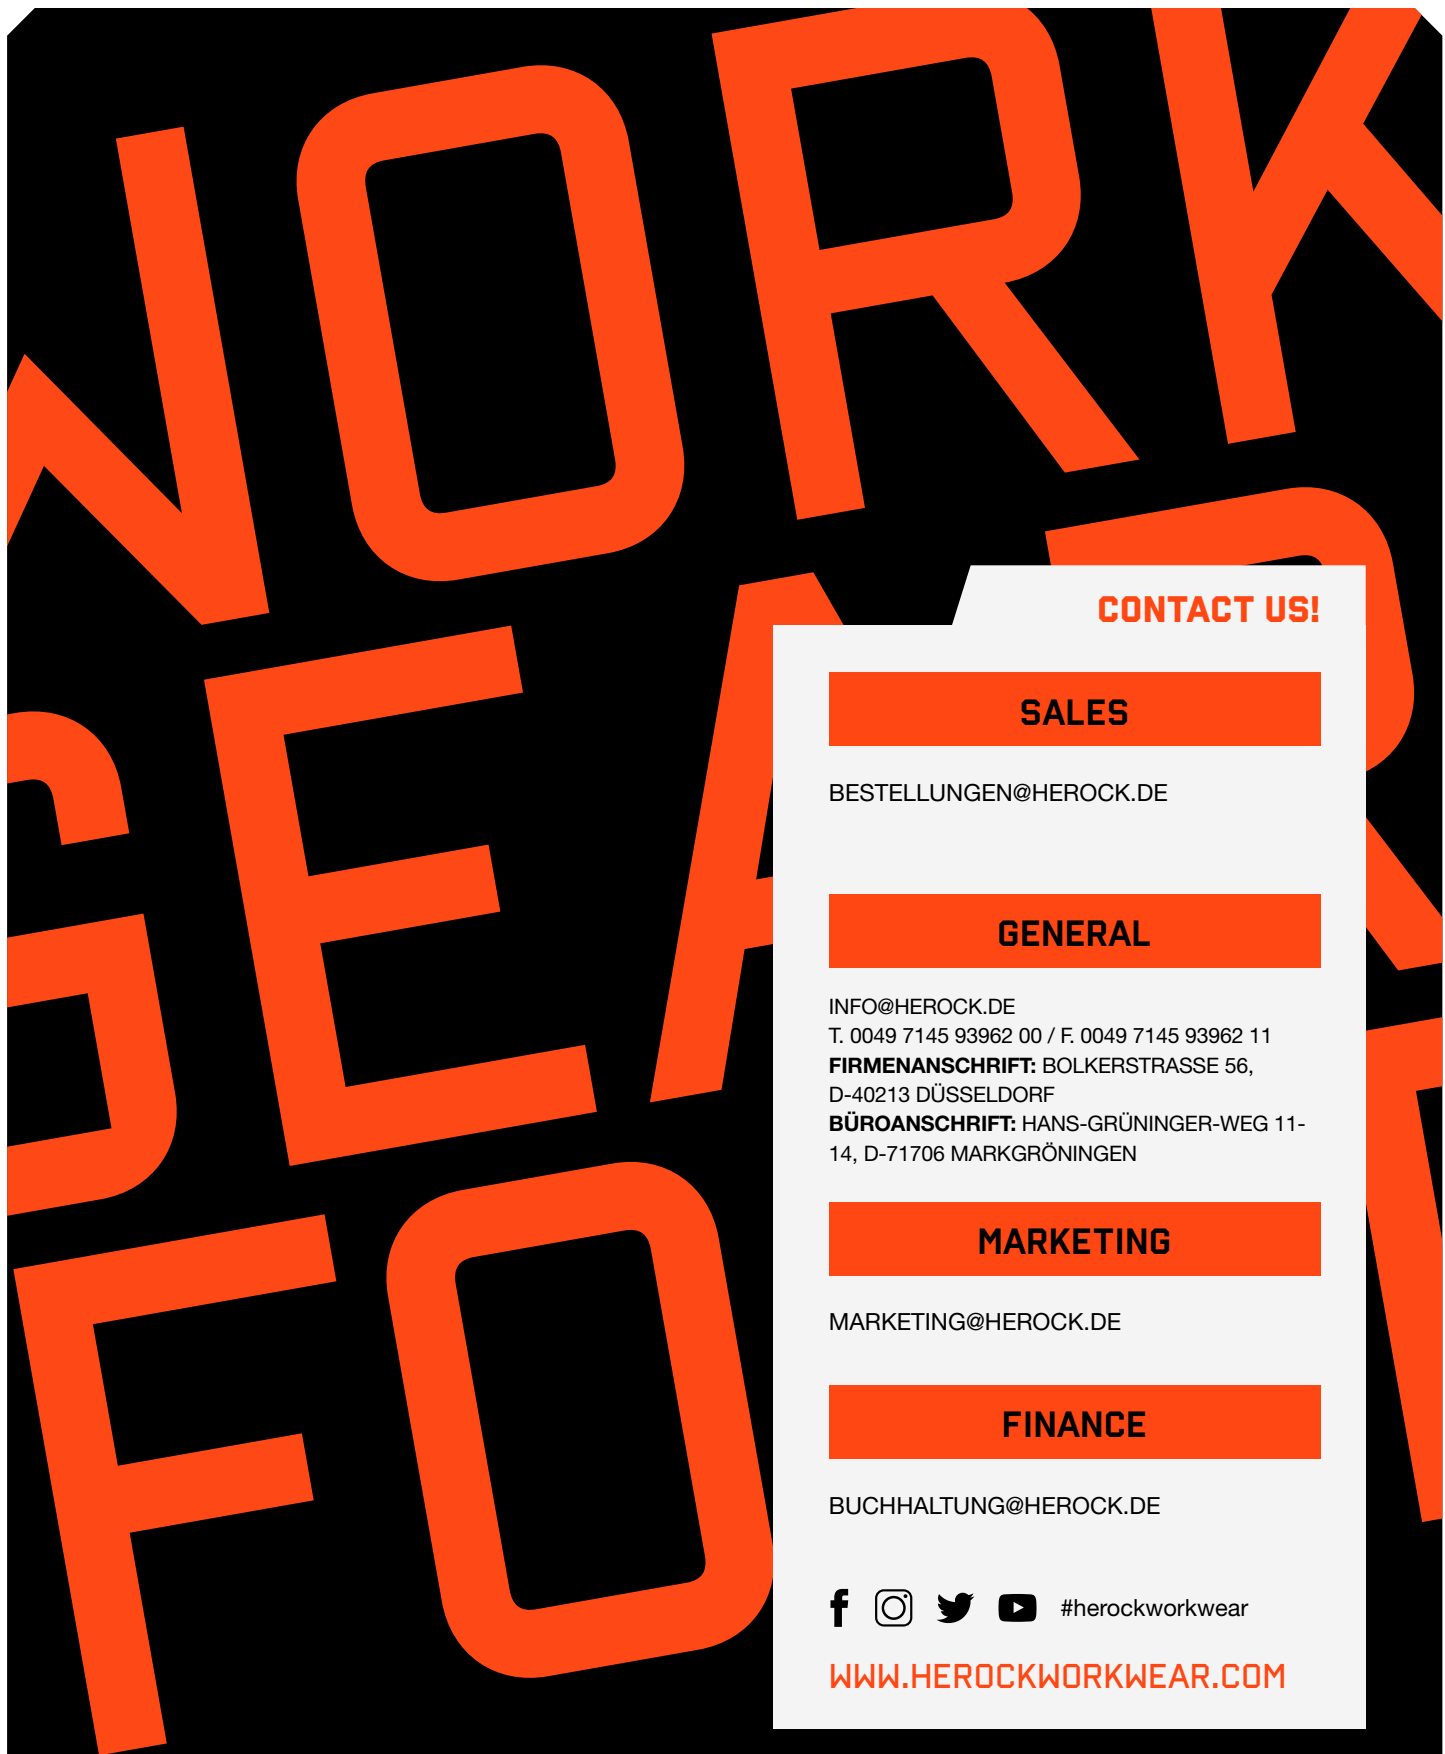 WORK
GEAR
FO
CONTACT US!
SALES
BESTELLUNGEN@HEROCK.DE
GENERAL
INFO@HEROCK.DE
T. 0049 7145 93962 00 / F. 0049 7145 93962 11
FIRMENANSCHRIFT: BOLKERSTRASSE 56,
D-40213 DÜSSELDORF
BÜROANSCHRIFT: HANS-GRÜNINGER-WEG 11-
14, D-71706 MARKGRÖNINGEN
MARKETING
MARKETING@HEROCK.DE
FINANCE
BUCHHALTUNG@HEROCK.DE
#herockworkwear
WWW.HEROCKWORKWEAR.COM